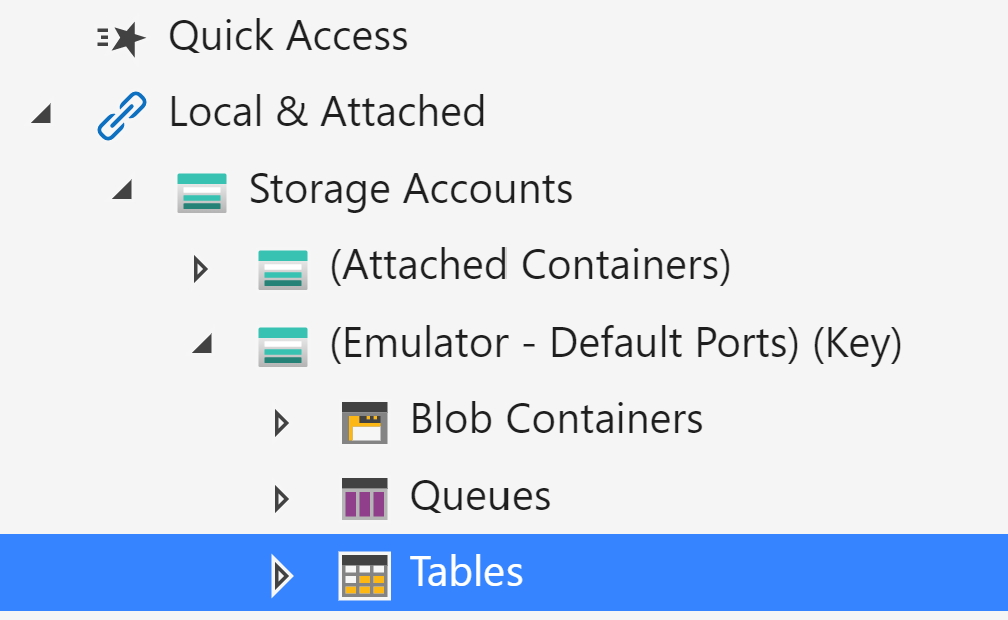 Quick Access
Local & Attached
Storage Accounts
(Attached Containers)
(Emulator - Default Ports) (Key)
Blob Containers
Queues
Tables